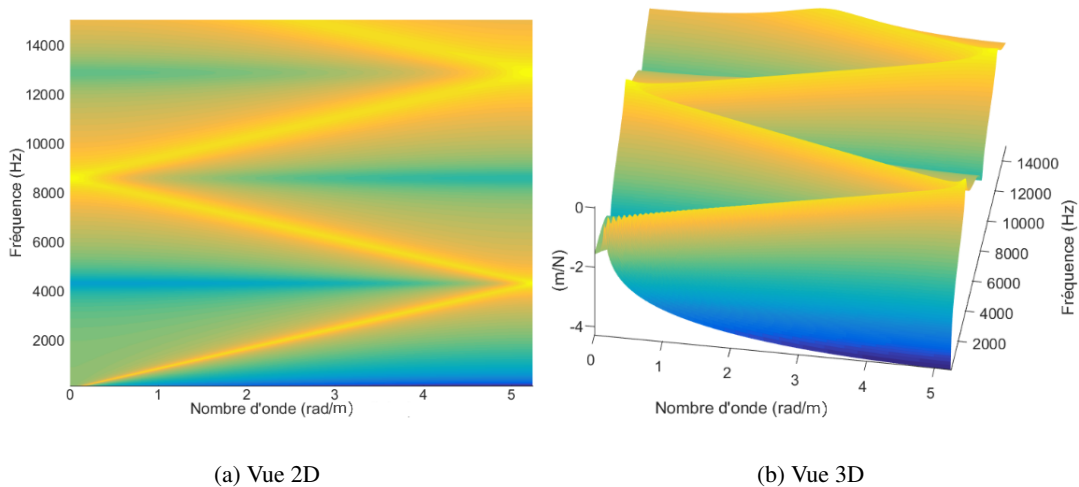 14000
12000
10000
8000
6000
4000
2000
Fréquence (Hz)
0 1 2 3 4 5
Nombre d'onde (rad/m)
0
-2
-4
(m/N)
0 1 2 3 4 5
Nombre d'onde (rad/m)
14000
12000
10000
8000
6000
4000
2000
Fréquence (Hz)
(a) Vue 2D
(b) Vue 3D